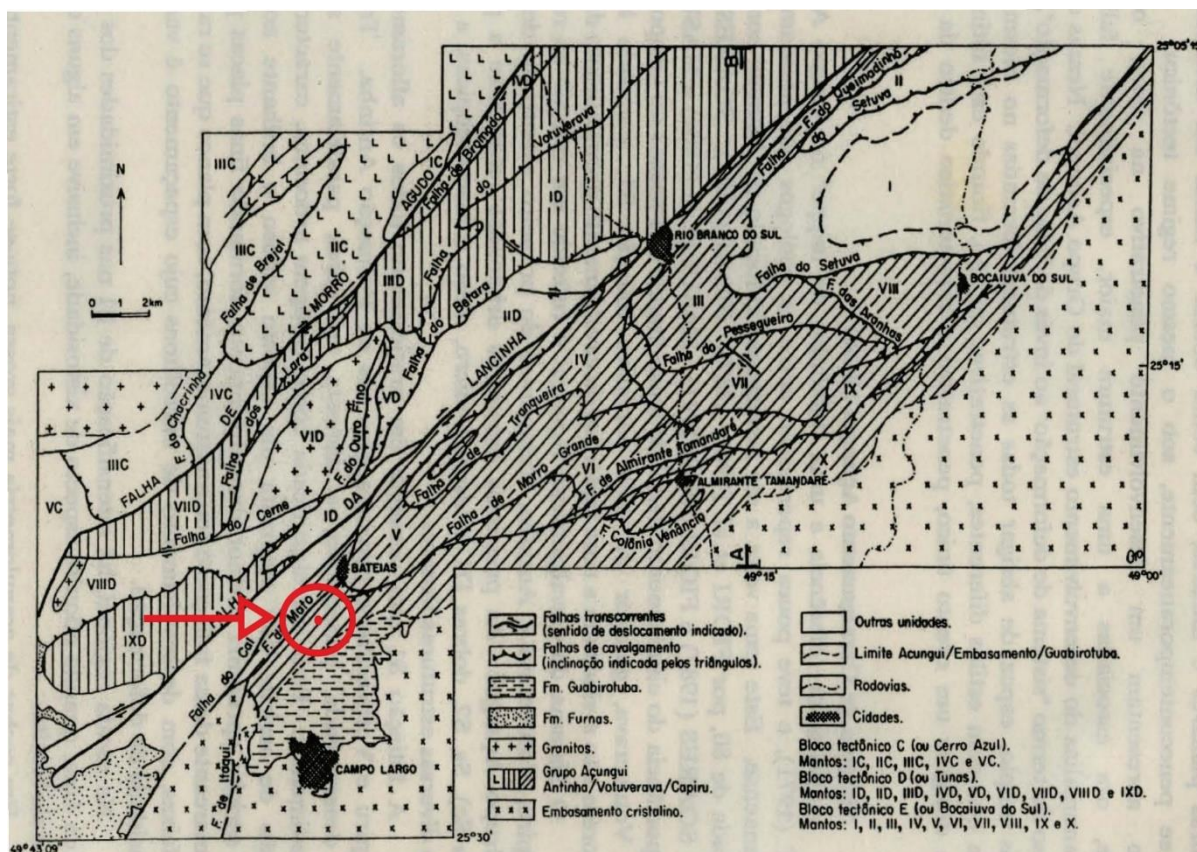 25°05'45"
B
N
0 1 2km
IIIC
IIIC
IIC
IC
IVD
AGUDO
Falha de Bromado
Votuverava
do
Falha
ID
F. do Queimadinho
Falha do Setuva
II
I
Falha de Brejal
MORRO
IIID
RIO BRANCO DO SUL
Falha do Setuva
VIII
F. das Aranhas
BOCAIUVA DO SUL
Betara
do
Falha
IID
LANCINHA
III
Falha do Pessegueiro
VII
IX
25°15'
F. da Chacrinha
IVC
DE
Lara
dos
Falha
VID
F. do Ouro Fino
VD
IV
Tranqueira
de
Falha
IIIC
VC
FALHA
VIID
Falha do Cerne
ID
DA
FALHA
Falha de Morro Grande
VI
F. de Almirante Tamandaré
X
ALMIRANTE TAMANDARÉ
F. Colônia Venâncio
V
BATEIAS
VIIID
IXD
F. d. Mato
Falha do
F. de Itaqui
CAMPO LARGO
A
49°15'
49°00'
25°30'
49°43'09"
Falhas transcorrentes
(sentido de deslocamento indicado).
Falhas de cavalgamento
(inclinação indicada pelos triângulos).
Fm. Guabirotuba.
Fm. Furnas.
Granitos.
Grupo Açungui
Antinha/Votuverava/Capiru.
Embasamento cristalino.
Outras unidades.
Limite Acungui/Embasamento/Guabirotuba.
Rodovias.
Cidades.
Bloco tectônico C (ou Cerro Azul).
Mantos: IC, IIC, IIIC, IVC e VC.
Bloco tectônico D (ou Tunas).
Mantos: ID, IID, IIID, IVD, VD, VID, VIID, VIIID e IXD.
Bloco tectônico E (ou Bocaiuva do Sul).
Mantos: I, II, III, IV, V, VI, VII, VIII, IX e X.